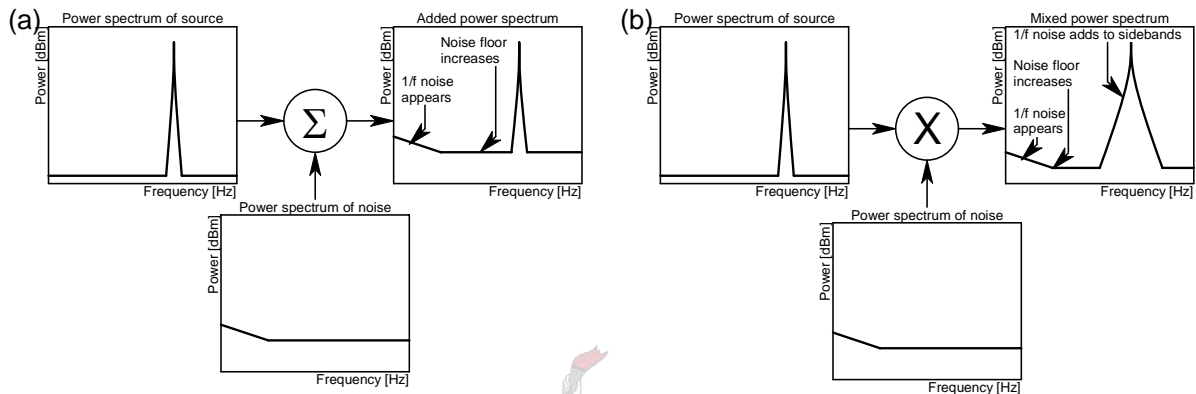 (a)
Power spectrum of source
Power [dBm]
Frequency [Hz]
Σ
Added power spectrum
Power [dBm]
Noise floor
increases
1/f noise
appears
Frequency [Hz]
Power spectrum of noise
Power [dBm]
Frequency [Hz]
(b)
Power spectrum of source
Power [dBm]
Frequency [Hz]
X
Mixed power spectrum
Power [dBm]
1/f noise adds to sidebands
Noise floor
increases
1/f noise
appears
Frequency [Hz]
Power spectrum of noise
Power [dBm]
Frequency [Hz]